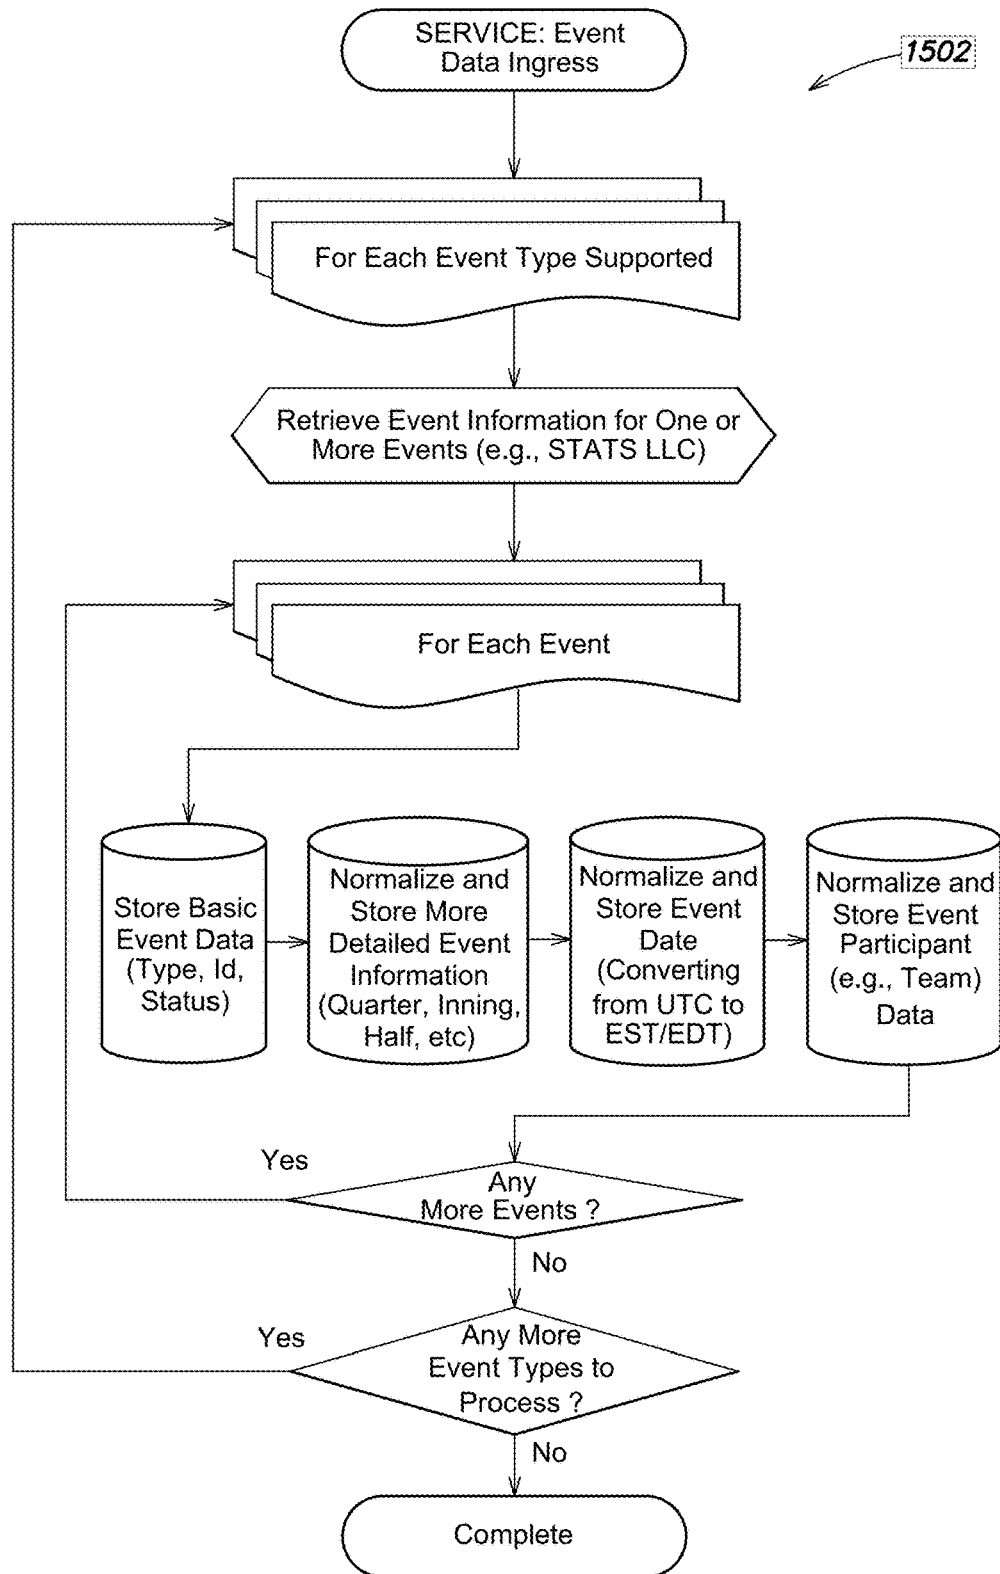 SERVICE: Event
Data Ingress
1502
For Each Event Type Supported
Retrieve Event Information for One or
More Events (e.g., STATS LLC)
For Each Event
Store Basic
Event Data
(Type, Id,
Status)
Normalize and
Store More
Detailed Event
Information
(Quarter, Inning,
Half, etc)
Normalize and
Store Event
Date
(Converting
from UTC to
EST/EDT)
Normalize and
Store Event
Participant
(e.g., Team)
Data
Yes
Any
More Events ?
No
Yes
Any More
Event Types to
Process ?
No
Complete